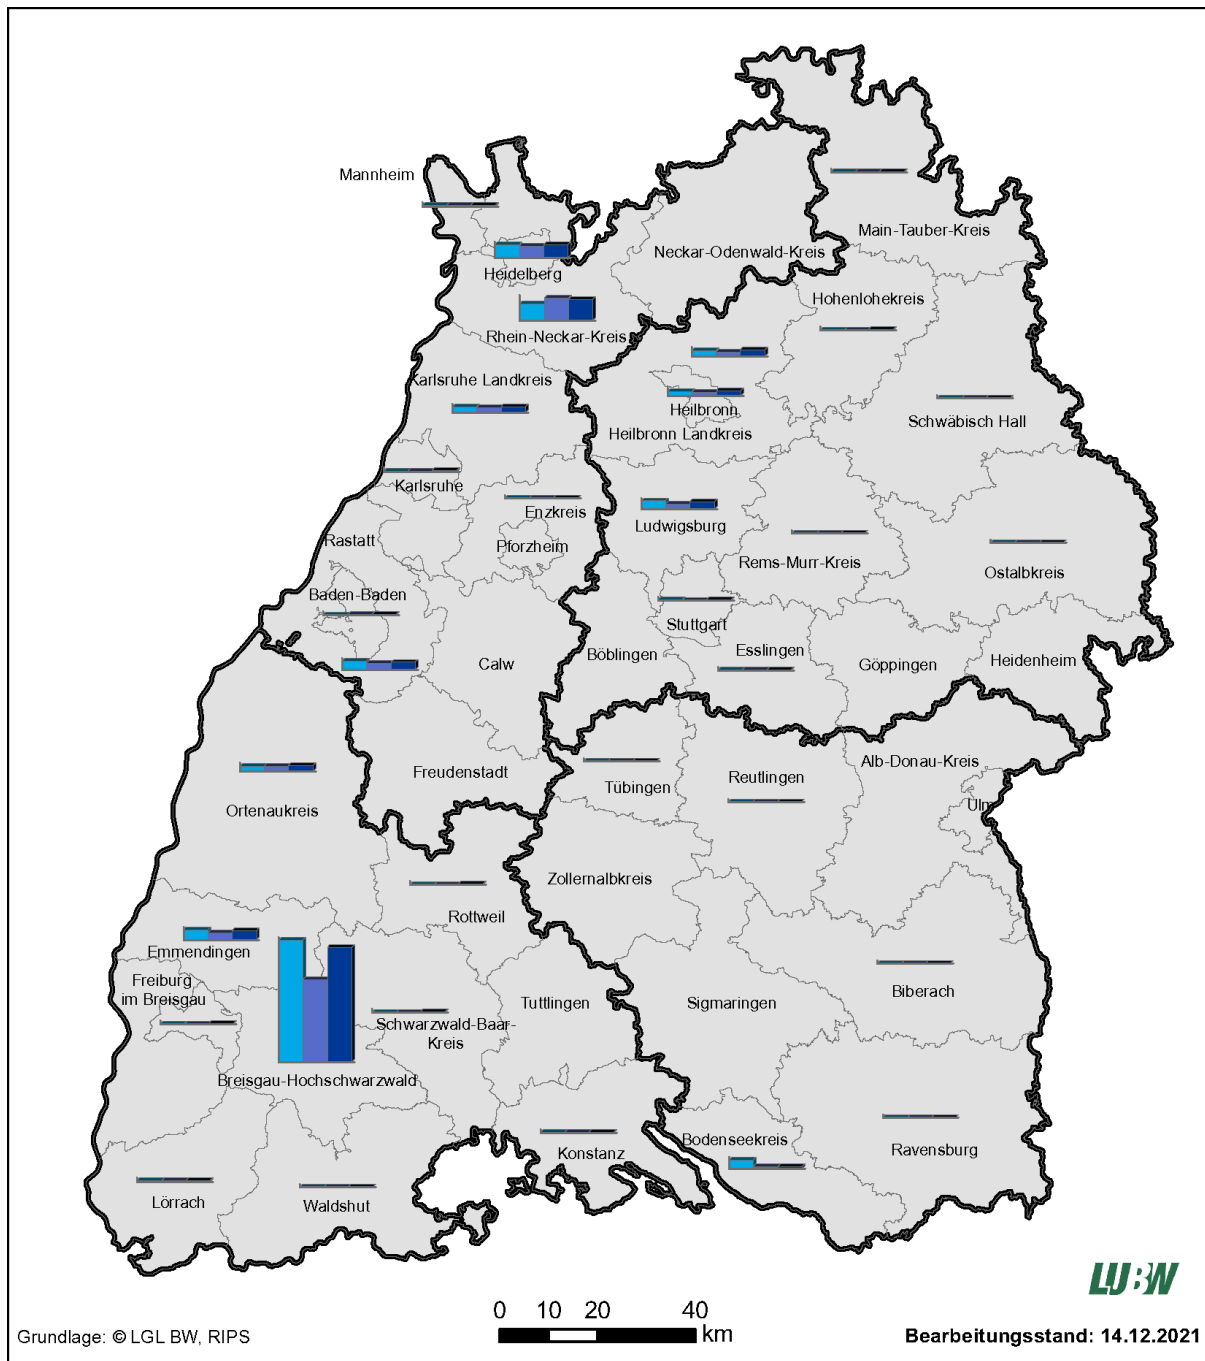 Mannheim
Main-Tauber-Kreis
Neckar-Odenwald-Kreis
Heidelberg
Hohenlohekreis
Rhein-Neckar-Kreis
Karlsruhe Landkreis
Heilbronn
Schwäbisch Hall
Heilbronn Landkreis
Karlsruhe
Enzkreis
Ludwigsburg
Rastatt
Pforzheim
Rems-Murr-Kreis
Ostalbkreis
Baden-Baden
Stuttgart
Böblingen
Esslingen
Göppingen
Heidenheim
Calw
Freudenstadt
Tübingen
Reutlingen
Alb-Donau-Kreis
Ulm
Ortenaukreis
Zollernalbkreis
Rottweil
Emmendingen
Freiburg
im Breisgau
Tuttlingen
Sigmaringen
Biberach
Schwarzwald-Baar-
Kreis
Breisgau-Hochschwarzwald
Bodenseekreis
Konstanz
Ravensburg
Lörrach
Waldshut
LUBW
0 10 20 40
km
Grundlage: © LGL BW, RIPS
Bearbeitungsstand: 14.12.2021